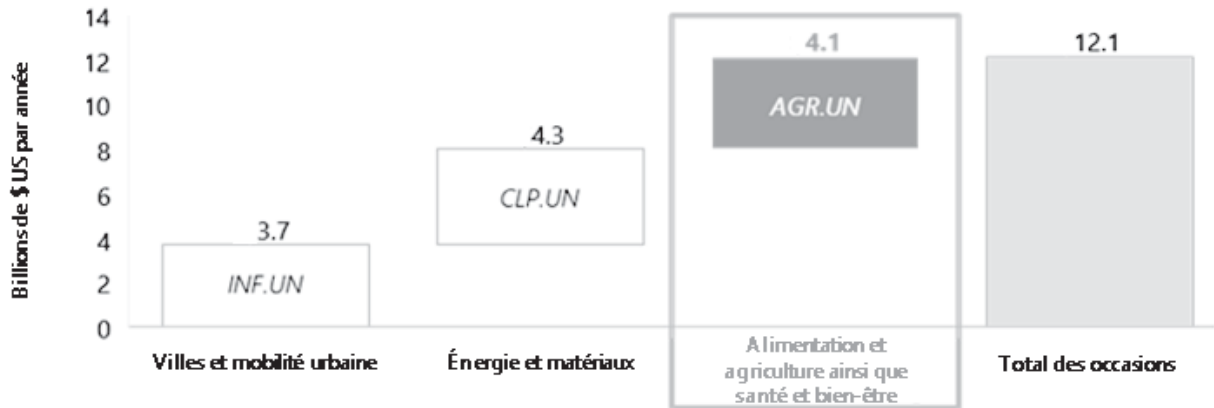 Billions de $ US par année
14
12
10
8
6
4
2
0
3.7
INF.UN
4.3
CLP.UN
4.1
AGR.UN
12.1
Villes et mobilité urbaine
Énergie et matériaux
Alimentation et
agriculture ainsi que
santé et bien-être
Total des occasions